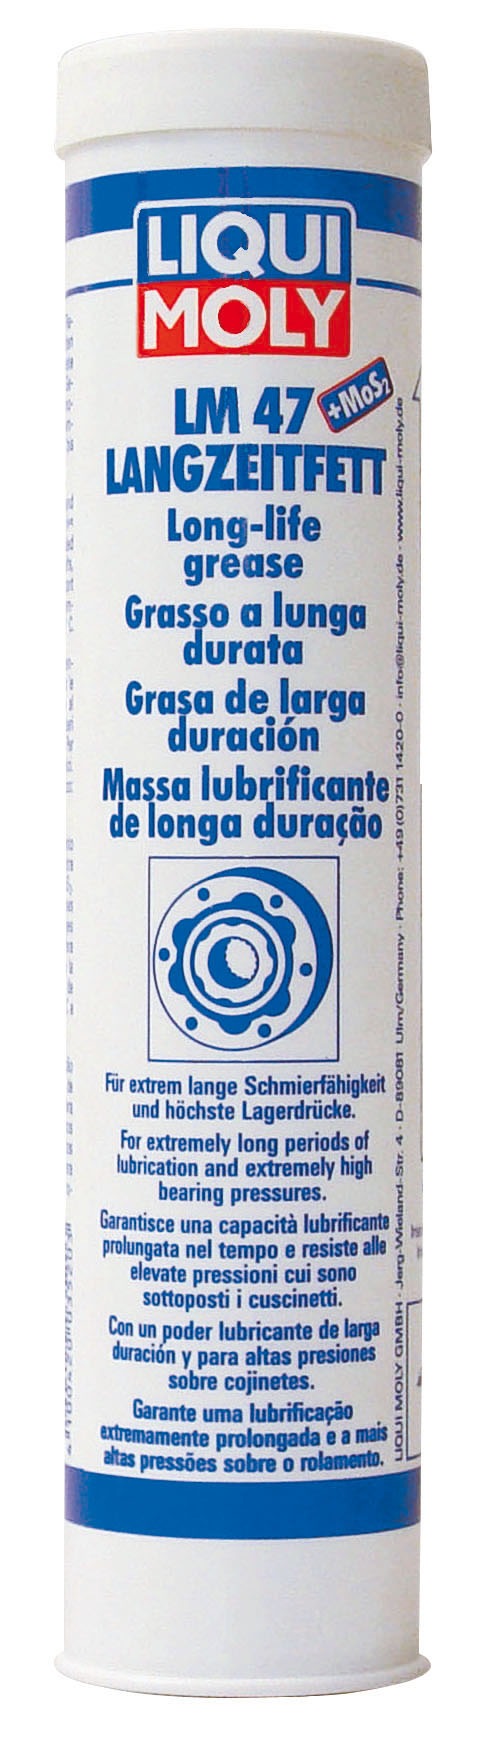 LIQUI
MOLY
LM 47
+MoS₂
LANGZEITFETT
Long-life
grease
Grasso a lunga
durata
Grasa de larga
duración
Massa lubrificante
de longa duração
Für extrem lange Schmierfähigkeit
und höchste Lagerdrücke.
For extremely long periods of
lubrication and extremely high
bearing pressures.
Garantisce una capacità lubrificante
prolungata nel tempo e resiste alle
elevate pressioni cui sono
sottoposti i cuscinetti.
Con un poder lubricante de larga
duración y para altas presiones
sobre cojinetes.
Garante uma lubrificação
extremamente prolongada e a mais
altas pressões sobre o rolamento.
LIQUI MOLY GMBH · Jerg-Wieland-Str. 4 · D-89081 Ulm/Germany · Phone: +49 (0)731 1420-0 · info@liqui-moly.de · www.liqui-moly.de